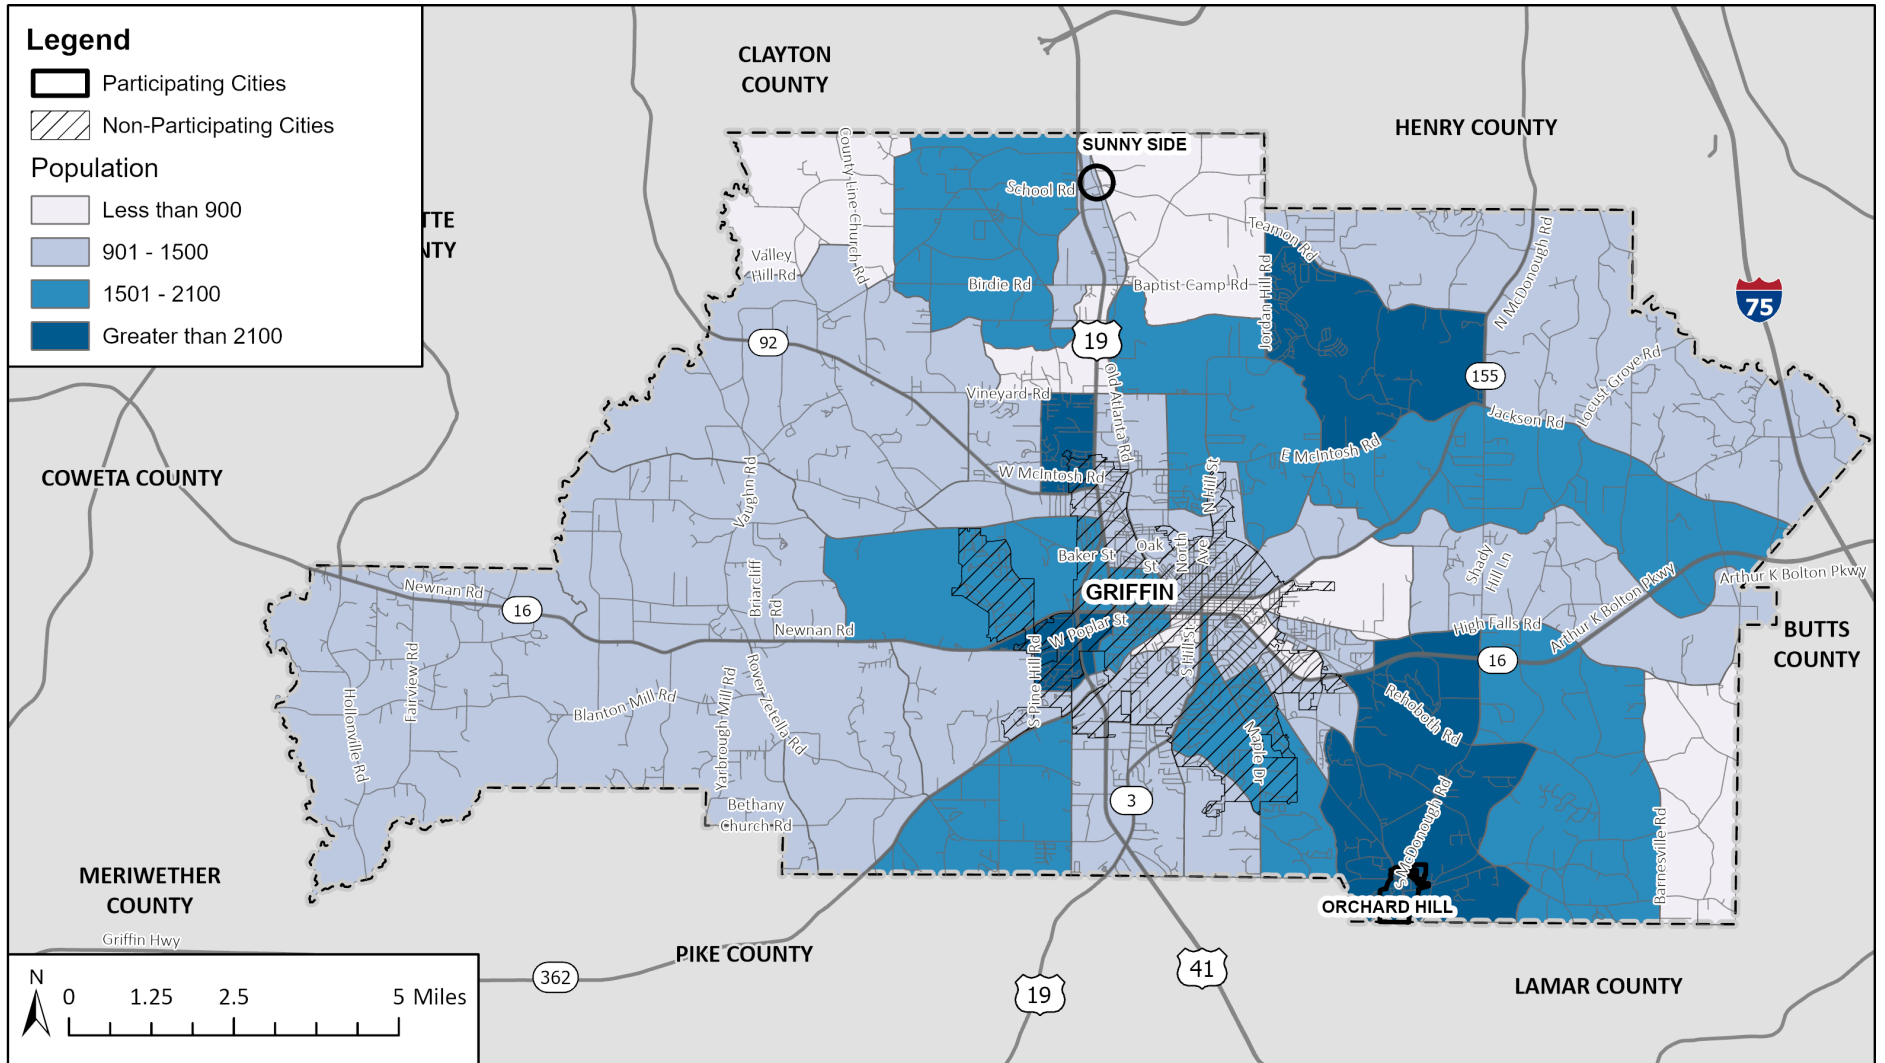 Legend
Participating Cities
Non-Participating Cities
Population
Less than 900
901 - 1500
1501 - 2100
Greater than 2100
CLAYTON
COUNTY
HENRY COUNTY
TTE
NTY
SUNNY SIDE
School Rd
County Line Church Rd
Valley
Hill Rd
Birdie Rd
Baptist Camp Rd
Teamon Rd
Jordan Hill Rd
N McDonough Rd
75
92
19
155
Locust Grove Rd
Jackson Rd
Vineyard Rd
Old Atlanta Rd
E McIntosh Rd
W McIntosh Rd
N Hill St
COWETA COUNTY
Vaughn Rd
Baker St
Oak
St
North
Ave
Shady
Hill Ln
Arthur K Bolton Pkwy
Arthur K Bolton Pkwy
Newnan Rd
16
Briarcliff
Rd
Newnan Rd
GRIFFIN
W Poplar St
High Falls Rd
16
BUTTS
COUNTY
S Hill St
S Pine Hill Rd
Fairview Rd
Hollonville Rd
Blanton Mill Rd
Yarbrough Mill Rd
Rover Zetella Rd
Rehoboth Rd
Maple Dr
3
Bethany
Church Rd
S McDonough Rd
Barnesville Rd
ORCHARD HILL
MERIWETHER
COUNTY
Griffin Hwy
PIKE COUNTY
362
19
41
LAMAR COUNTY
N
0 1.25 2.5 5 Miles